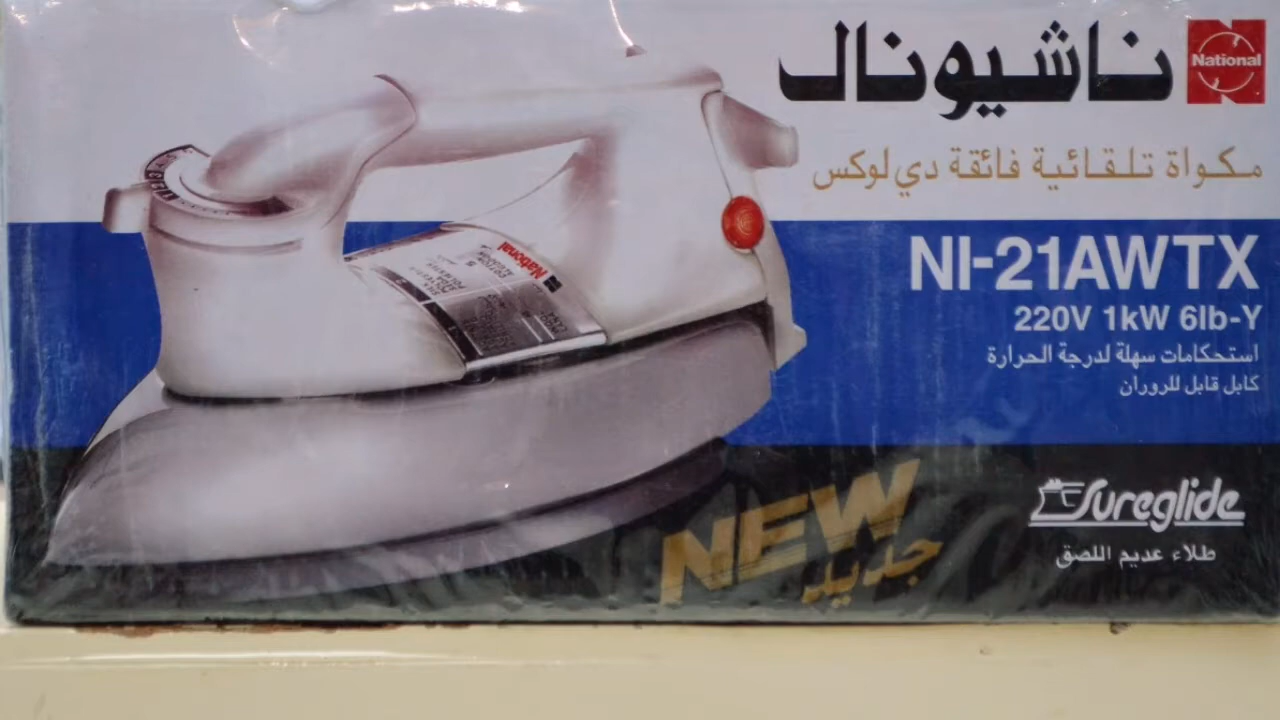 ناشيونال National
مكواة تلقائية فائقة دي لوكس
NI-21AWTX
220V 1kW 6lb-Y
استحكامات سهلة لدرجة الحرارة
كابل قابل للروران
Sureglide
طلاء عديم اللصق
NEW
جديد
National